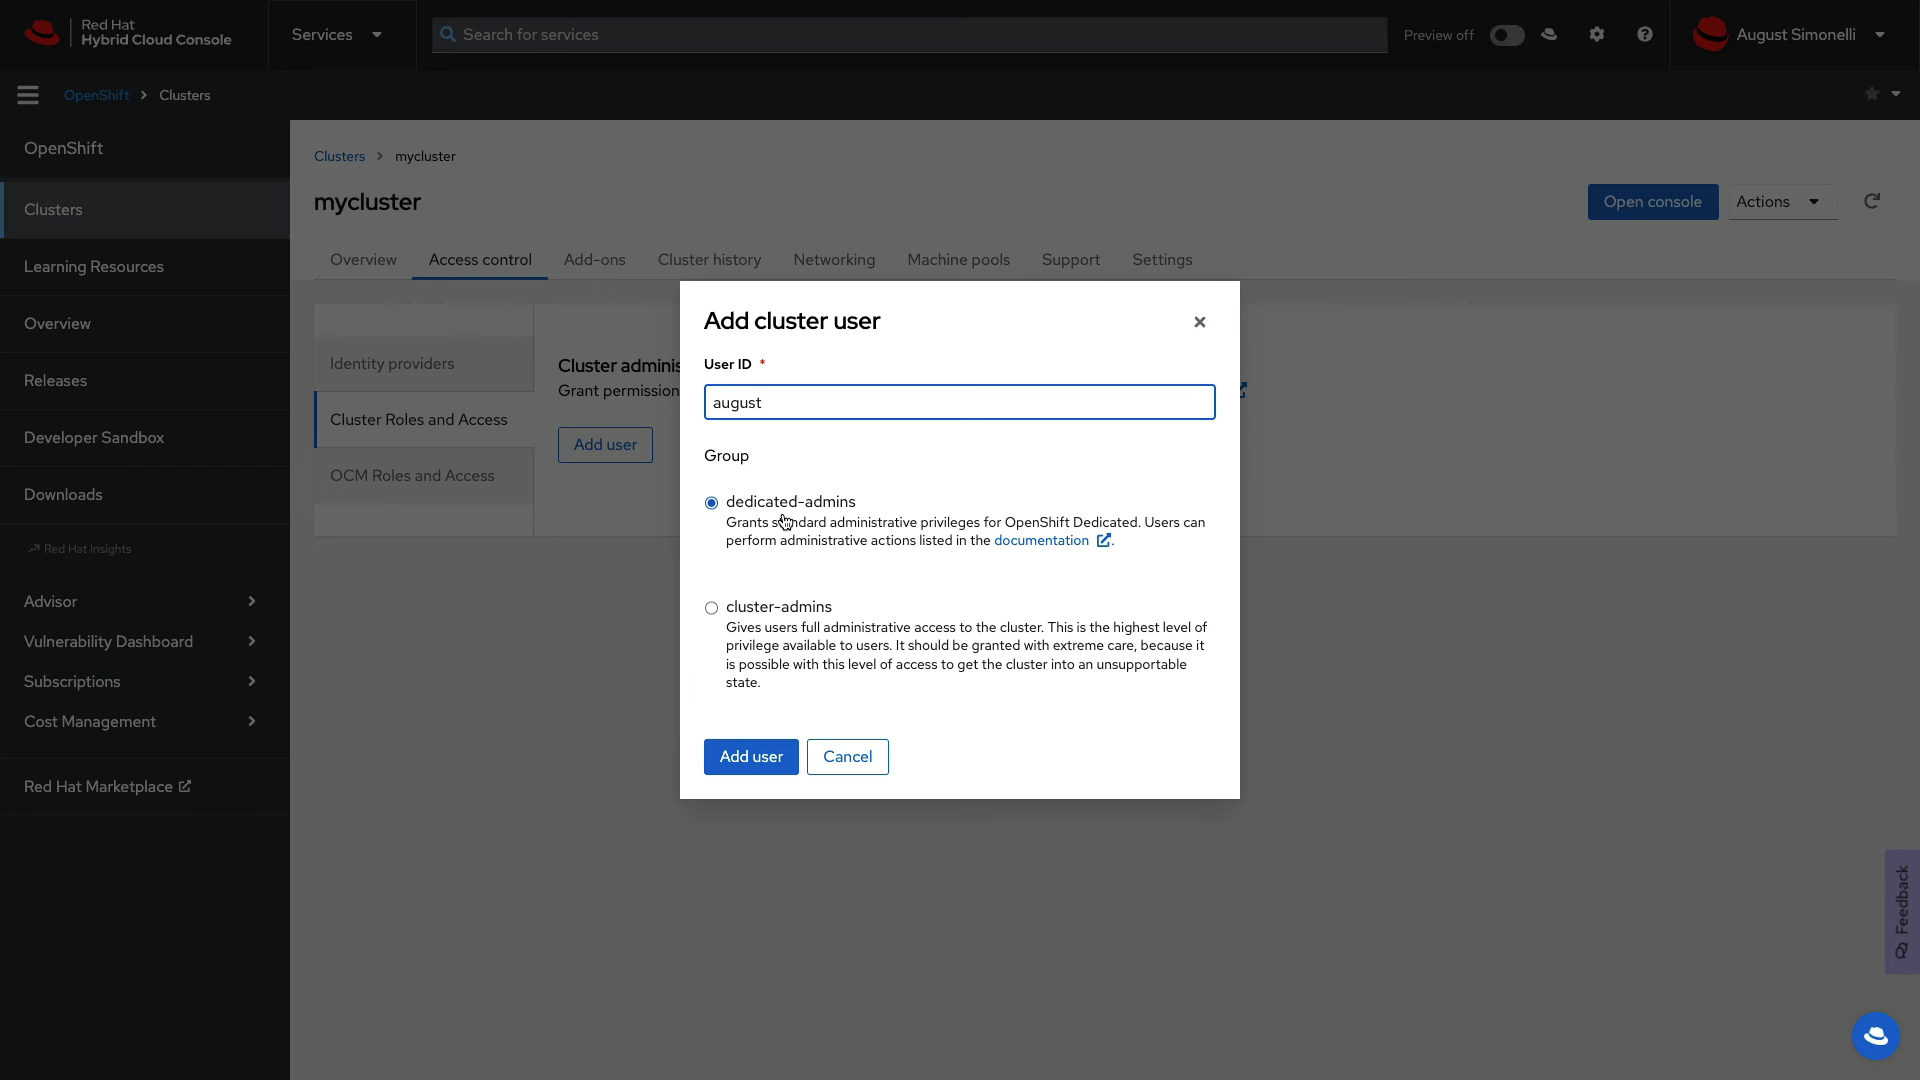 Red Hat
Hybrid Cloud Console
Services
Search for services
Preview off
August Simonelli
OpenShift
Clusters
OpenShift
Clusters
Learning Resources
Overview
Releases
Developer Sandbox
Downloads
Red Hat Insights
Advisor
Vulnerability Dashboard
Subscriptions
Cost Management
Red Hat Marketplace
Clusters
mycluster
mycluster
Open console
Actions
Overview
Access control
Add-ons
Cluster history
Networking
Machine pools
Support
Settings
Identity providers
Cluster Roles and Access
OCM Roles and Access
Cluster adminis
Grant permission
Add user
Add cluster user
User ID *
august
Group
dedicated-admins
Grants standard administrative privileges for OpenShift Dedicated. Users can
perform administrative actions listed in the documentation .
cluster-admins
Gives users full administrative access to the cluster. This is the highest level of
privilege available to users. It should be granted with extreme care, because it
is possible with this level of access to get the cluster into an unsupportable
state.
Add user
Cancel
Feedback